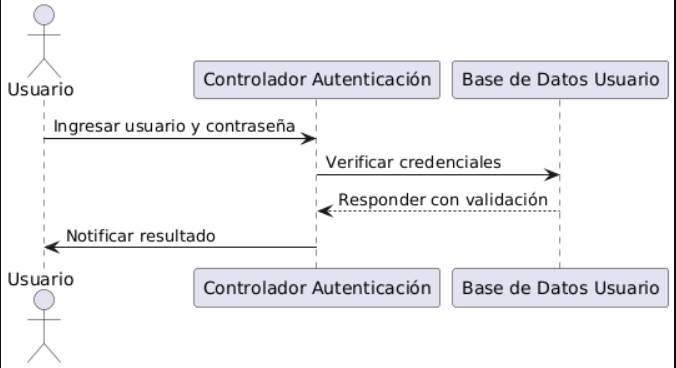 Usuario
Controlador Autenticación
Base de Datos Usuario
Ingresar usuario y contraseña
Verificar credenciales
Responder con validación
Notificar resultado
Usuario
Controlador Autenticación
Base de Datos Usuario